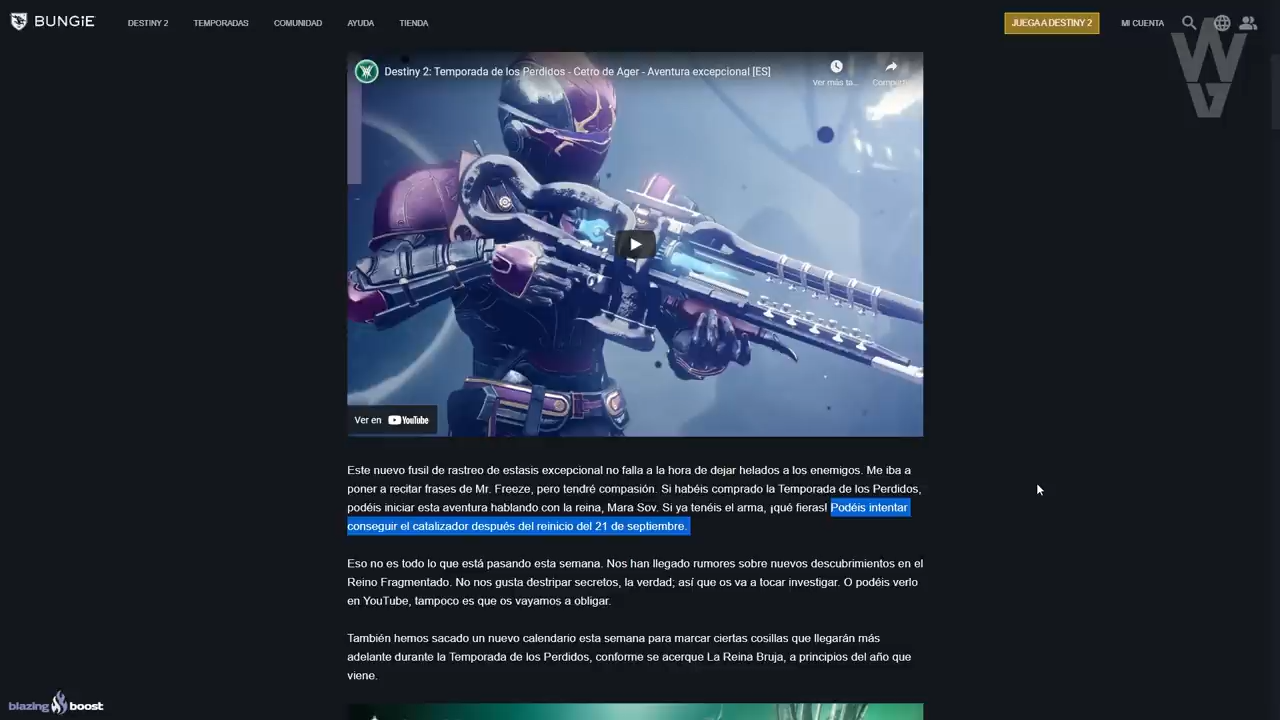 BUNGiE
DESTINY 2
TEMPORADAS
COMUNIDAD
AYUDA
TIENDA
JUEGA A DESTINY 2
MI CUENTA
WG
Destiny 2: Temporada de los Perdidos - Cetro de Ager - Aventura excepcional [ES]
Ver más ta...
Ver en YouTube
Este nuevo fusil de rastreo de estasis excepcional no falla a la hora de dejar helados a los enemigos. Me iba a
poner a recitar frases de Mr. Freeze, pero tendré compasión. Si habéis comprado la Temporada de los Perdidos,
podéis iniciar esta aventura hablando con la reina, Mara Sov. Si ya tenéis el arma, ¡qué fieras! Podéis intentar
conseguir el catalizador después del reinicio del 21 de septiembre.
Eso no es todo lo que está pasando esta semana. Nos han llegado rumores sobre nuevos descubrimientos en el
Reino Fragmentado. No nos gusta destripar secretos, la verdad; así que os va a tocar investigar. O podéis verlo
en YouTube, tampoco es que os vayamos a obligar.
También hemos sacado un nuevo calendario esta semana para marcar ciertas cosillas que llegarán más
adelante durante la Temporada de los Perdidos, conforme se acerque La Reina Bruja, a principios del año que
viene.
blazing boost